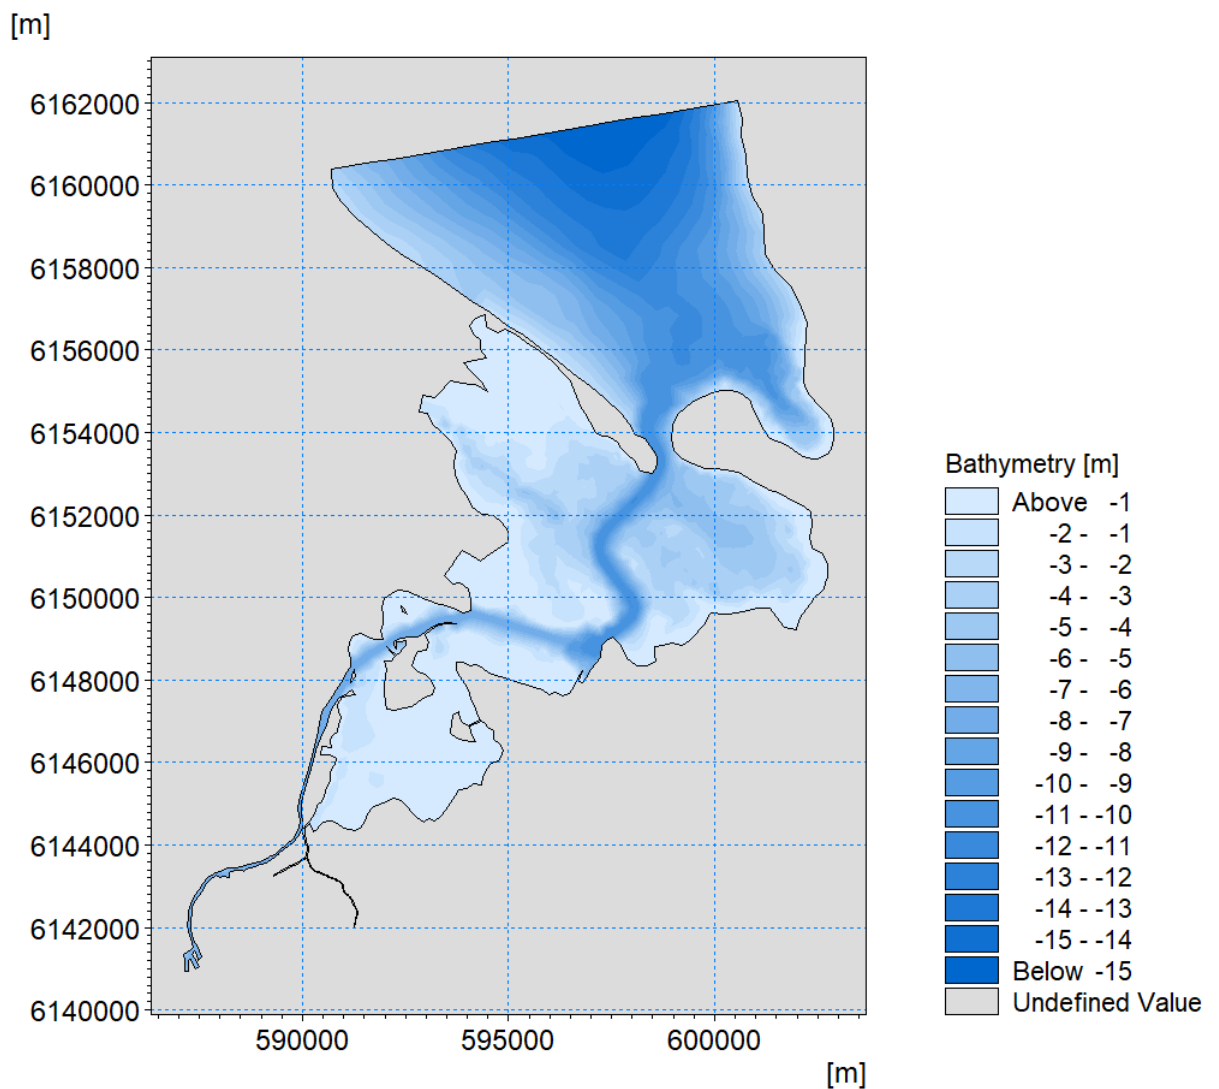 [m]
6162000
6160000
6158000
6156000
6154000
6152000
6150000
6148000
6146000
6144000
6142000
6140000
590000 595000 600000
[m]
Bathymetry [m]
Above -1
-2 - -1
-3 - -2
-4 - -3
-5 - -4
-6 - -5
-7 - -6
-8 - -7
-9 - -8
-10 - -9
-11 - -10
-12 - -11
-13 - -12
-14 - -13
-15 - -14
Below -15
Undefined Value